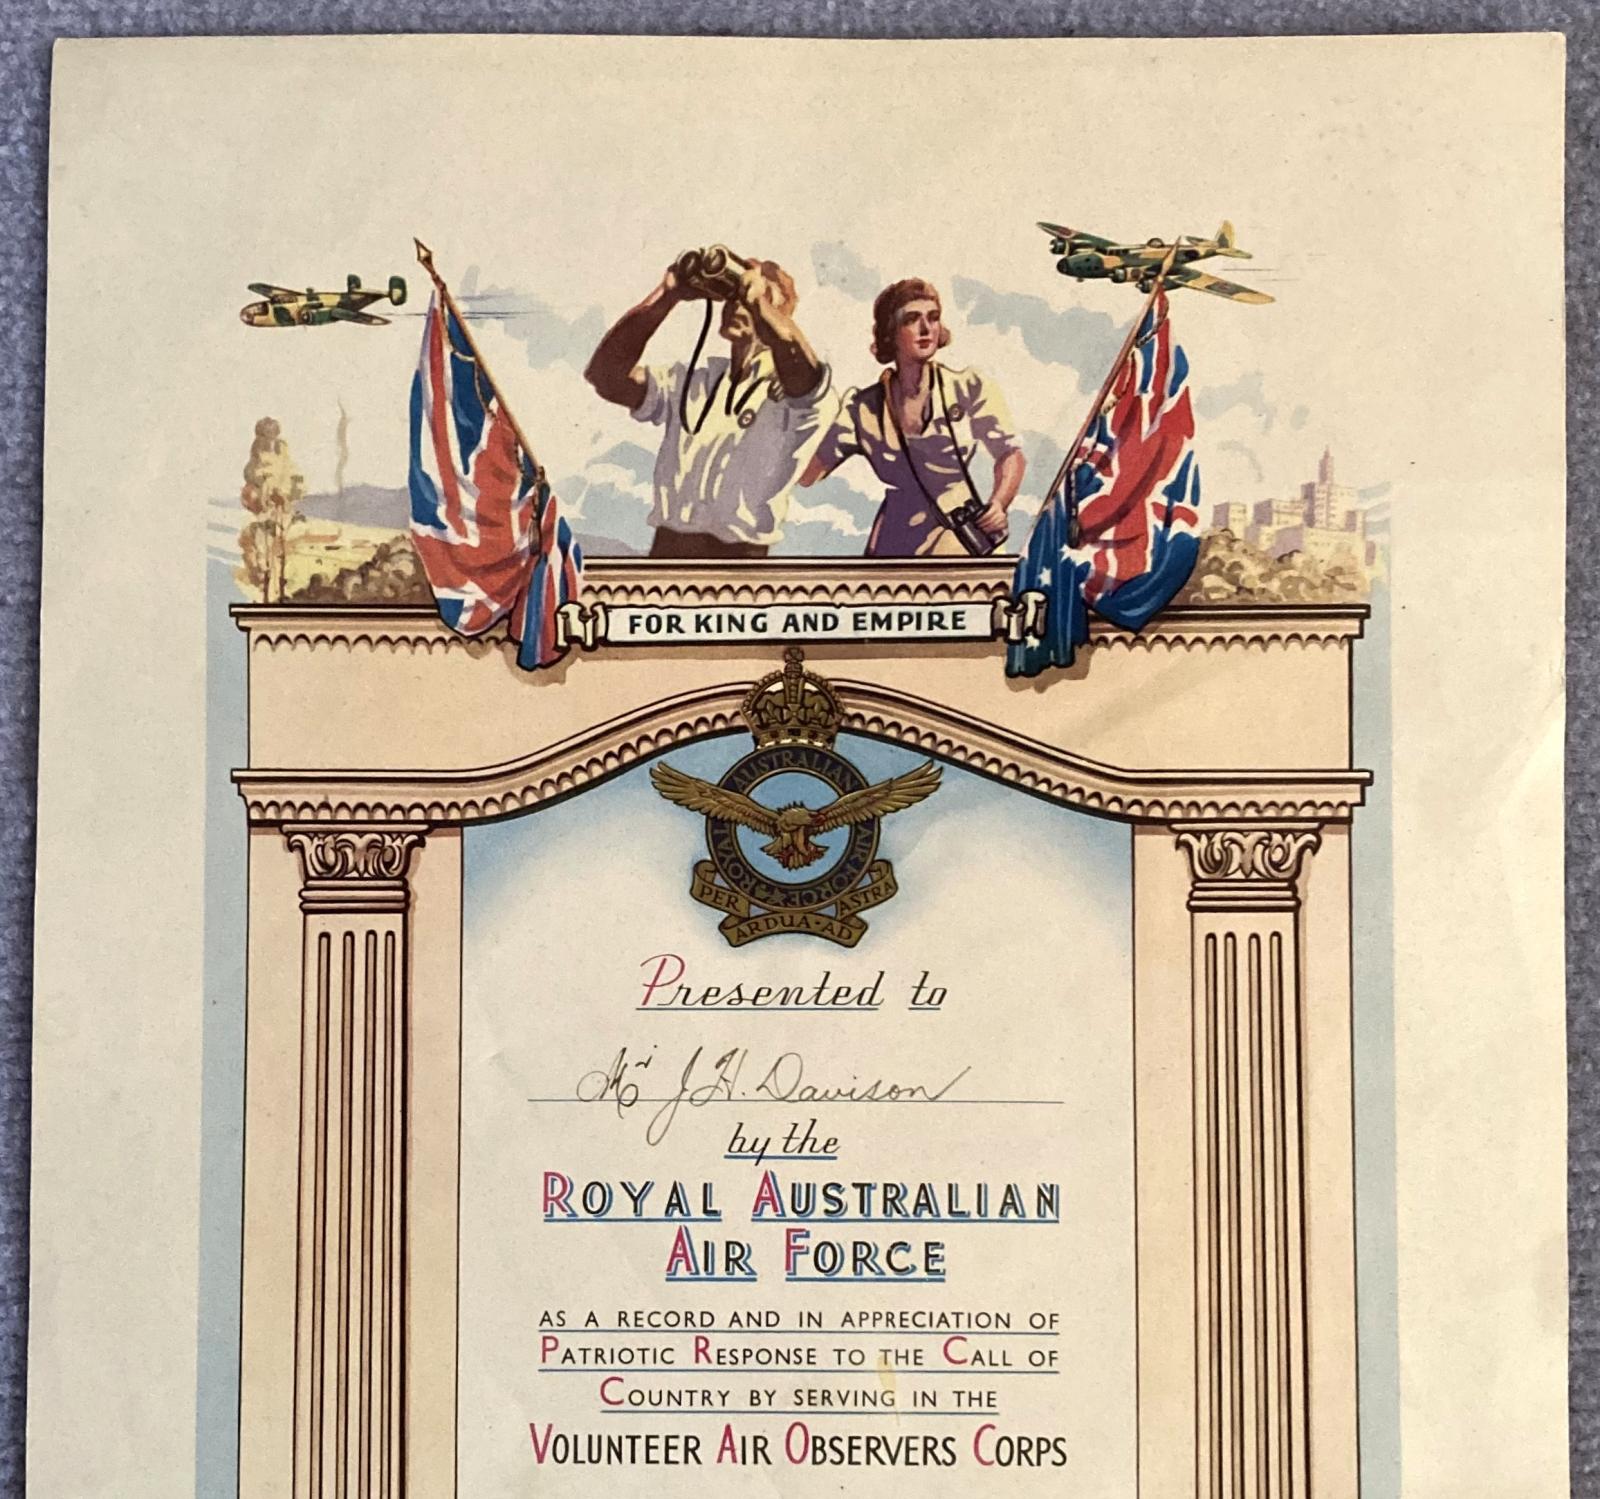 FOR KING AND EMPIRE
ROYAL AUSTRALIAN AIR FORCE
PER ARDUA·AD ASTRA
Presented to
Mr J. H. Davison
by the
ROYAL AUSTRALIAN
AIR FORCE
AS A RECORD AND IN APPRECIATION OF
PATRIOTIC RESPONSE TO THE CALL OF
COUNTRY BY SERVING IN THE
VOLUNTEER AIR OBSERVERS CORPS